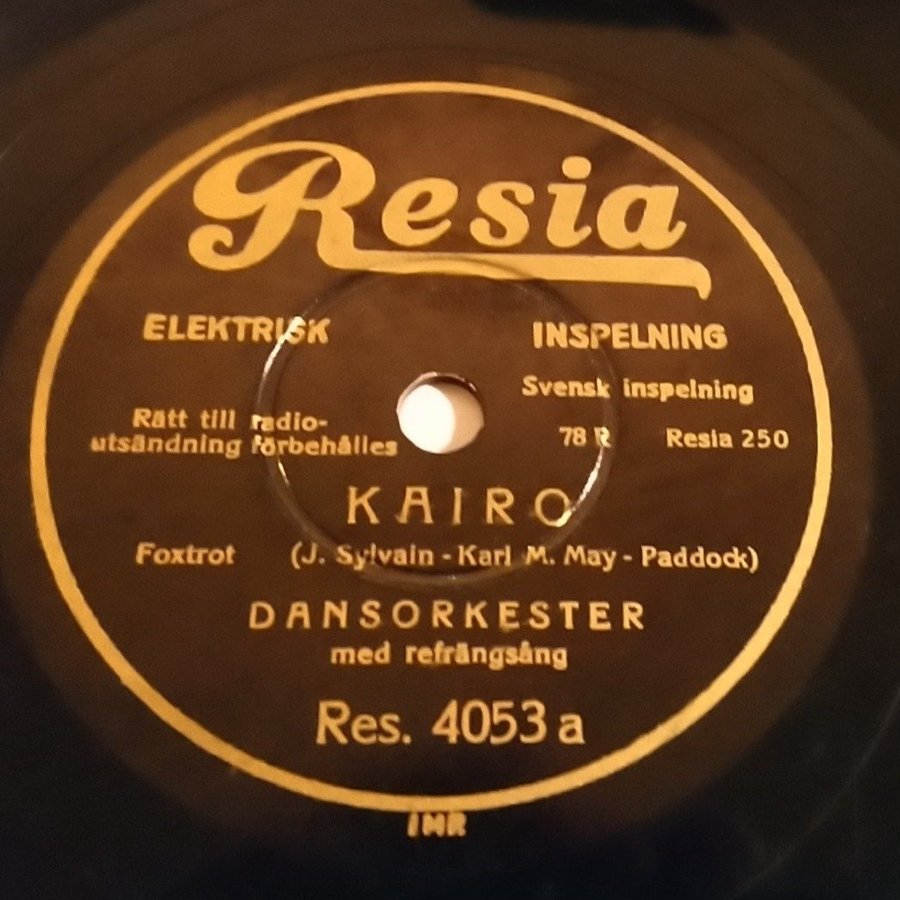 Resia
ELEKTRISK INSPELNING
Svensk inspelning
Rätt till radio-
utsändning förbehålles
78 R Resia 250
KAIRO
Foxtrot (J. Sylvain - Karl M. May - Paddock)
DANSORKESTER
med refrängsång
Res. 4053 a